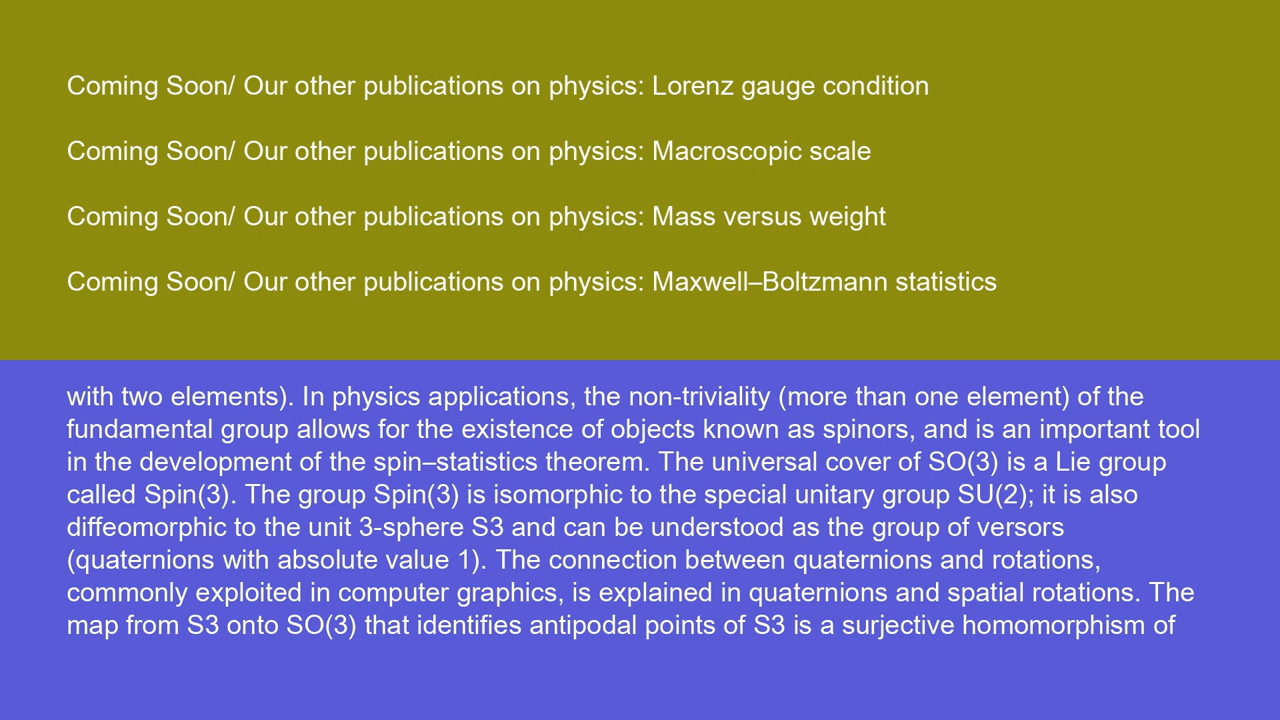 Coming Soon/ Our other publications on physics: Lorenz gauge condition
Coming Soon/ Our other publications on physics: Macroscopic scale
Coming Soon/ Our other publications on physics: Mass versus weight
Coming Soon/ Our other publications on physics: Maxwell–Boltzmann statistics
with two elements). In physics applications, the non-triviality (more than one element) of the
fundamental group allows for the existence of objects known as spinors, and is an important tool
in the development of the spin–statistics theorem. The universal cover of SO(3) is a Lie group
called Spin(3). The group Spin(3) is isomorphic to the special unitary group SU(2); it is also
diffeomorphic to the unit 3-sphere S3 and can be understood as the group of versors
(quaternions with absolute value 1). The connection between quaternions and rotations,
commonly exploited in computer graphics, is explained in quaternions and spatial rotations. The
map from S3 onto SO(3) that identifies antipodal points of S3 is a surjective homomorphism of